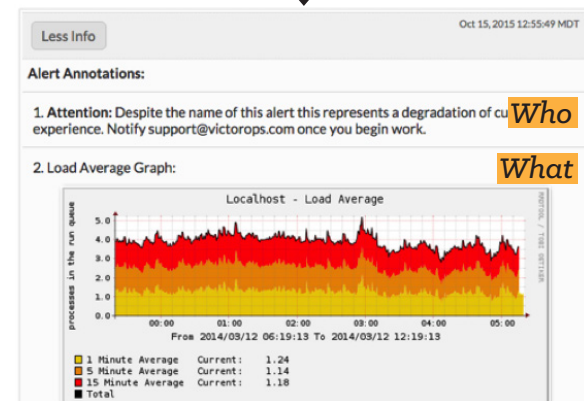 Less Info
Oct 15, 2015 12:55:49 MDT
Alert Annotations:
1. Attention: Despite the name of this alert this represents a degradation of cu
Who
experience. Notify support@victorops.com once you begin work.
What
2. Load Average Graph:
Localhost - Load Average
processes in the run queue
5.0
4.0
3.0
2.0
1.0
0.0
RRDTOOL / TOBI OETIKER
00:00 01:00 02:00 03:00 04:00 05:00
From 2014/03/12 06:19:13 To 2014/03/12 12:19:13
1 Minute Average Current: 1.24
5 Minute Average Current: 1.14
15 Minute Average Current: 1.18
Total